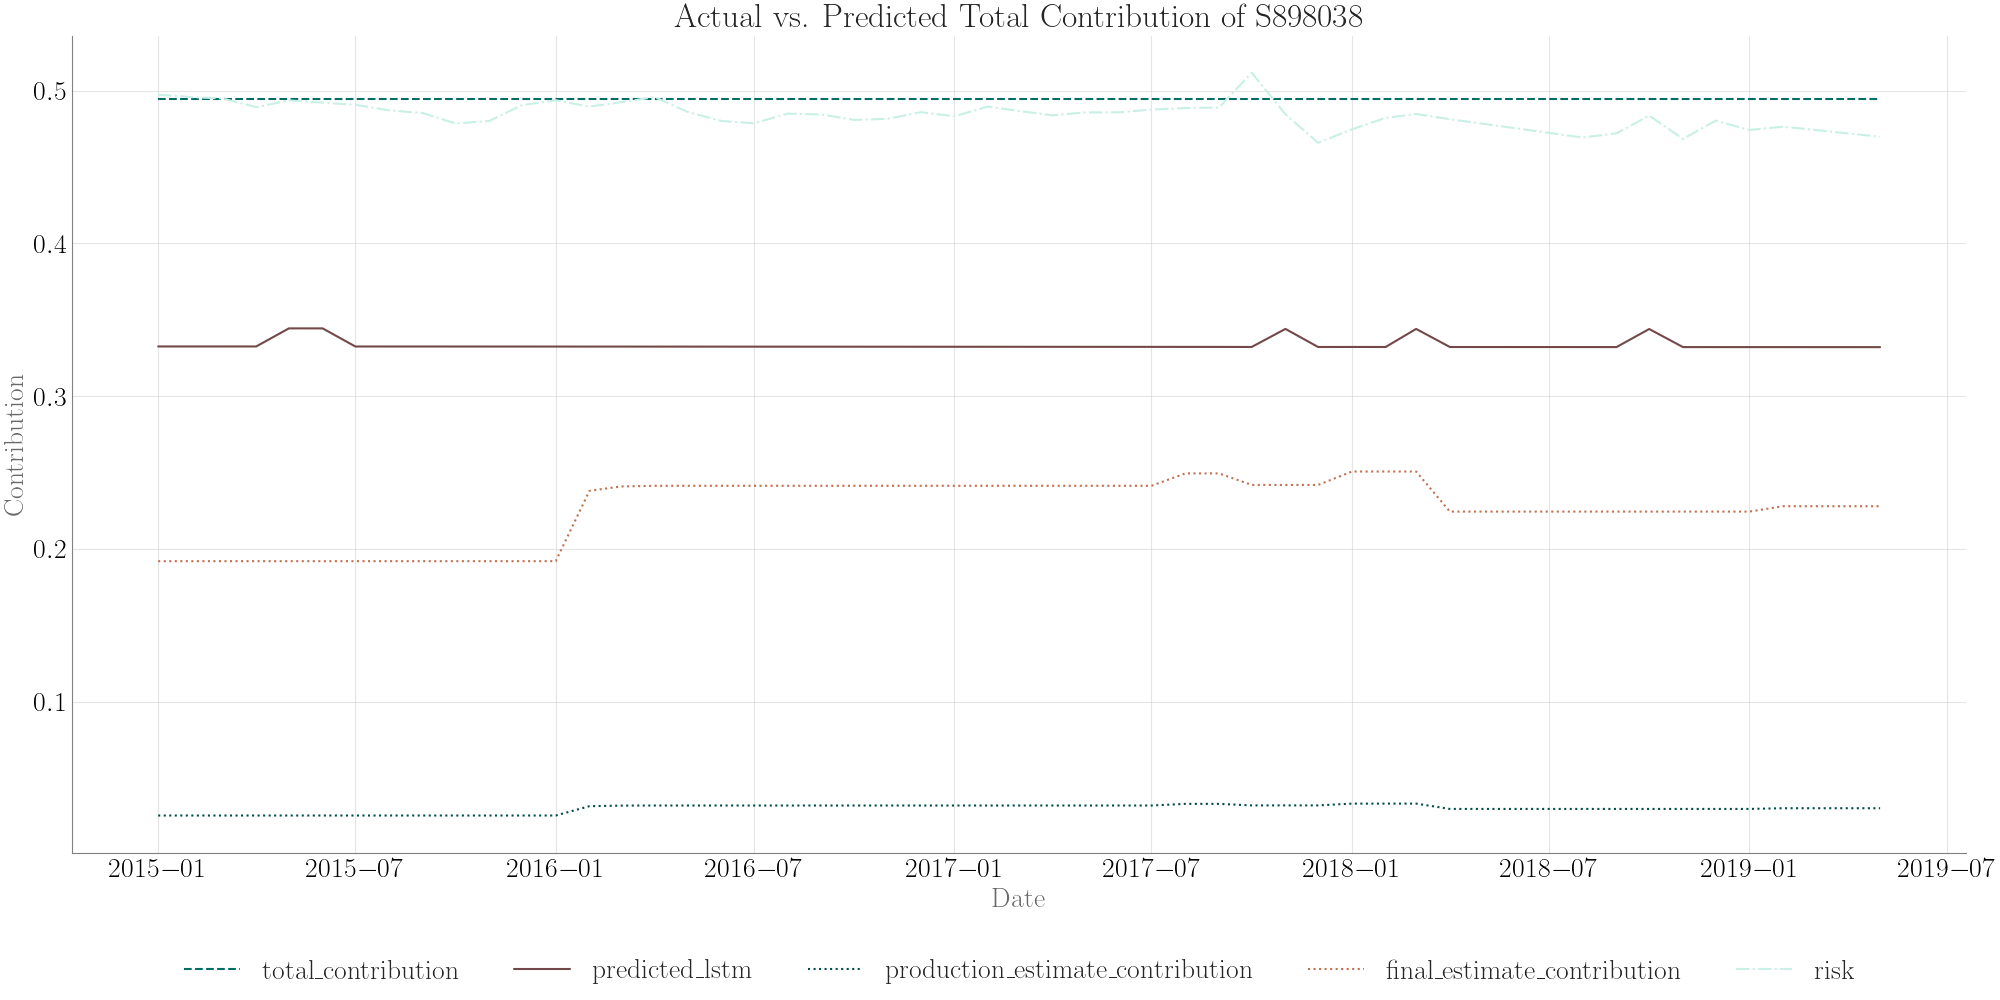 Actual vs. Predicted Total Contribution of S898038
0.5
0.4
0.3
0.2
0.1
Contribution
2015–01 2015–07 2016–01 2016–07 2017–01 2017–07 2018–01 2018–07 2019–01 2019–07
Date
total_contribution predicted_lstm production_estimate_contribution final_estimate_contribution risk